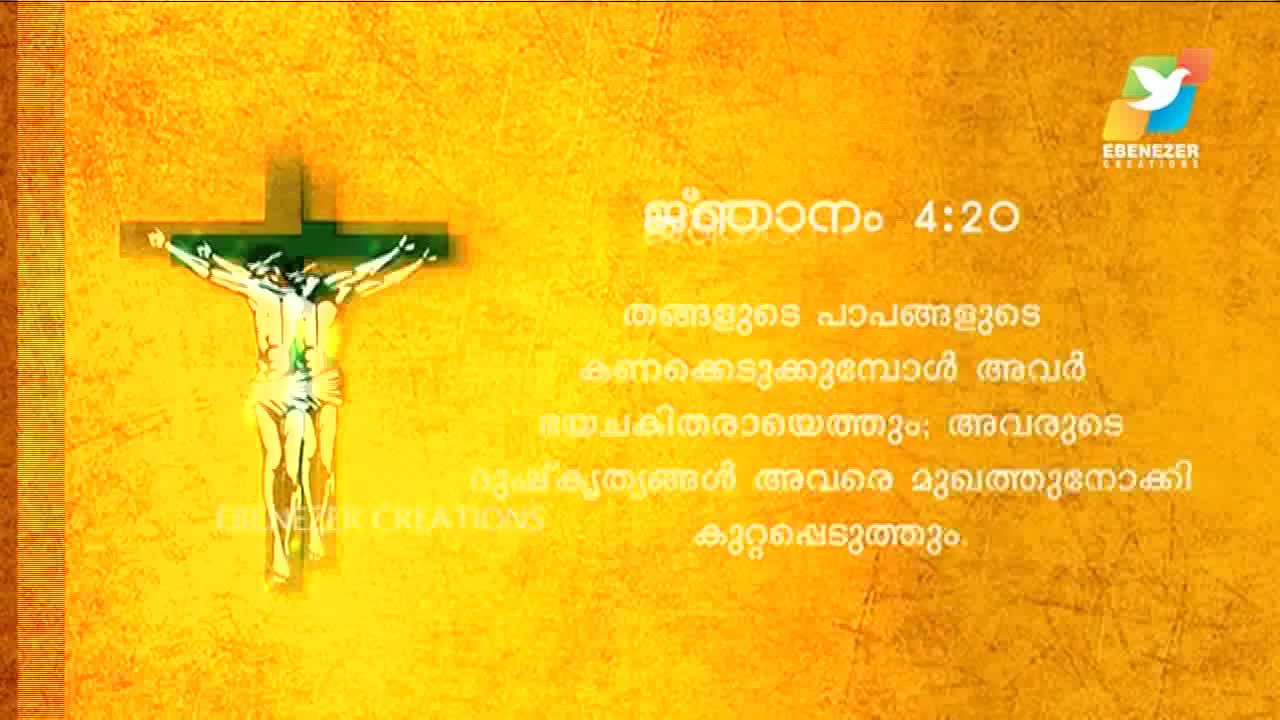 EBENEZER
CREATIONS
ജ്ഞാനം 4:20
തങ്ങളുടെ പാപങ്ങളുടെ
കണക്കെടുക്കുമ്പോൾ അവർ
ഭയചകിതരായെത്തും; അവരുടെ
ദുഷ്കൃത്യങ്ങൾ അവരെ മുഖത്തുനോക്കി
EBENEZER CREATIONS
കുറ്റപ്പെടുത്തും.